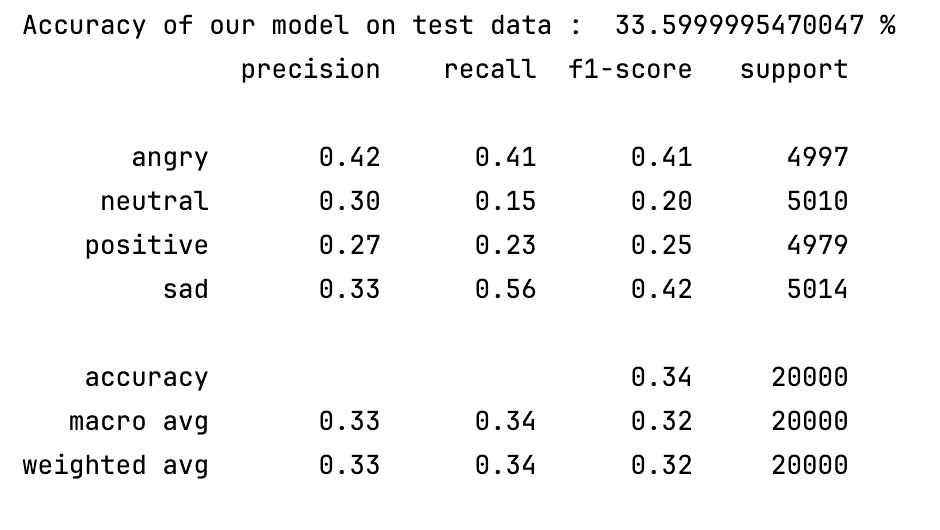 Accuracy of our model on test data :  33.5999995470047 %
              precision    recall  f1-score   support

       angry       0.42      0.41      0.41      4997
     neutral       0.30      0.15      0.20      5010
    positive       0.27      0.23      0.25      4979
         sad       0.33      0.56      0.42      5014

    accuracy                           0.34     20000
   macro avg       0.33      0.34      0.32     20000
weighted avg       0.33      0.34      0.32     20000